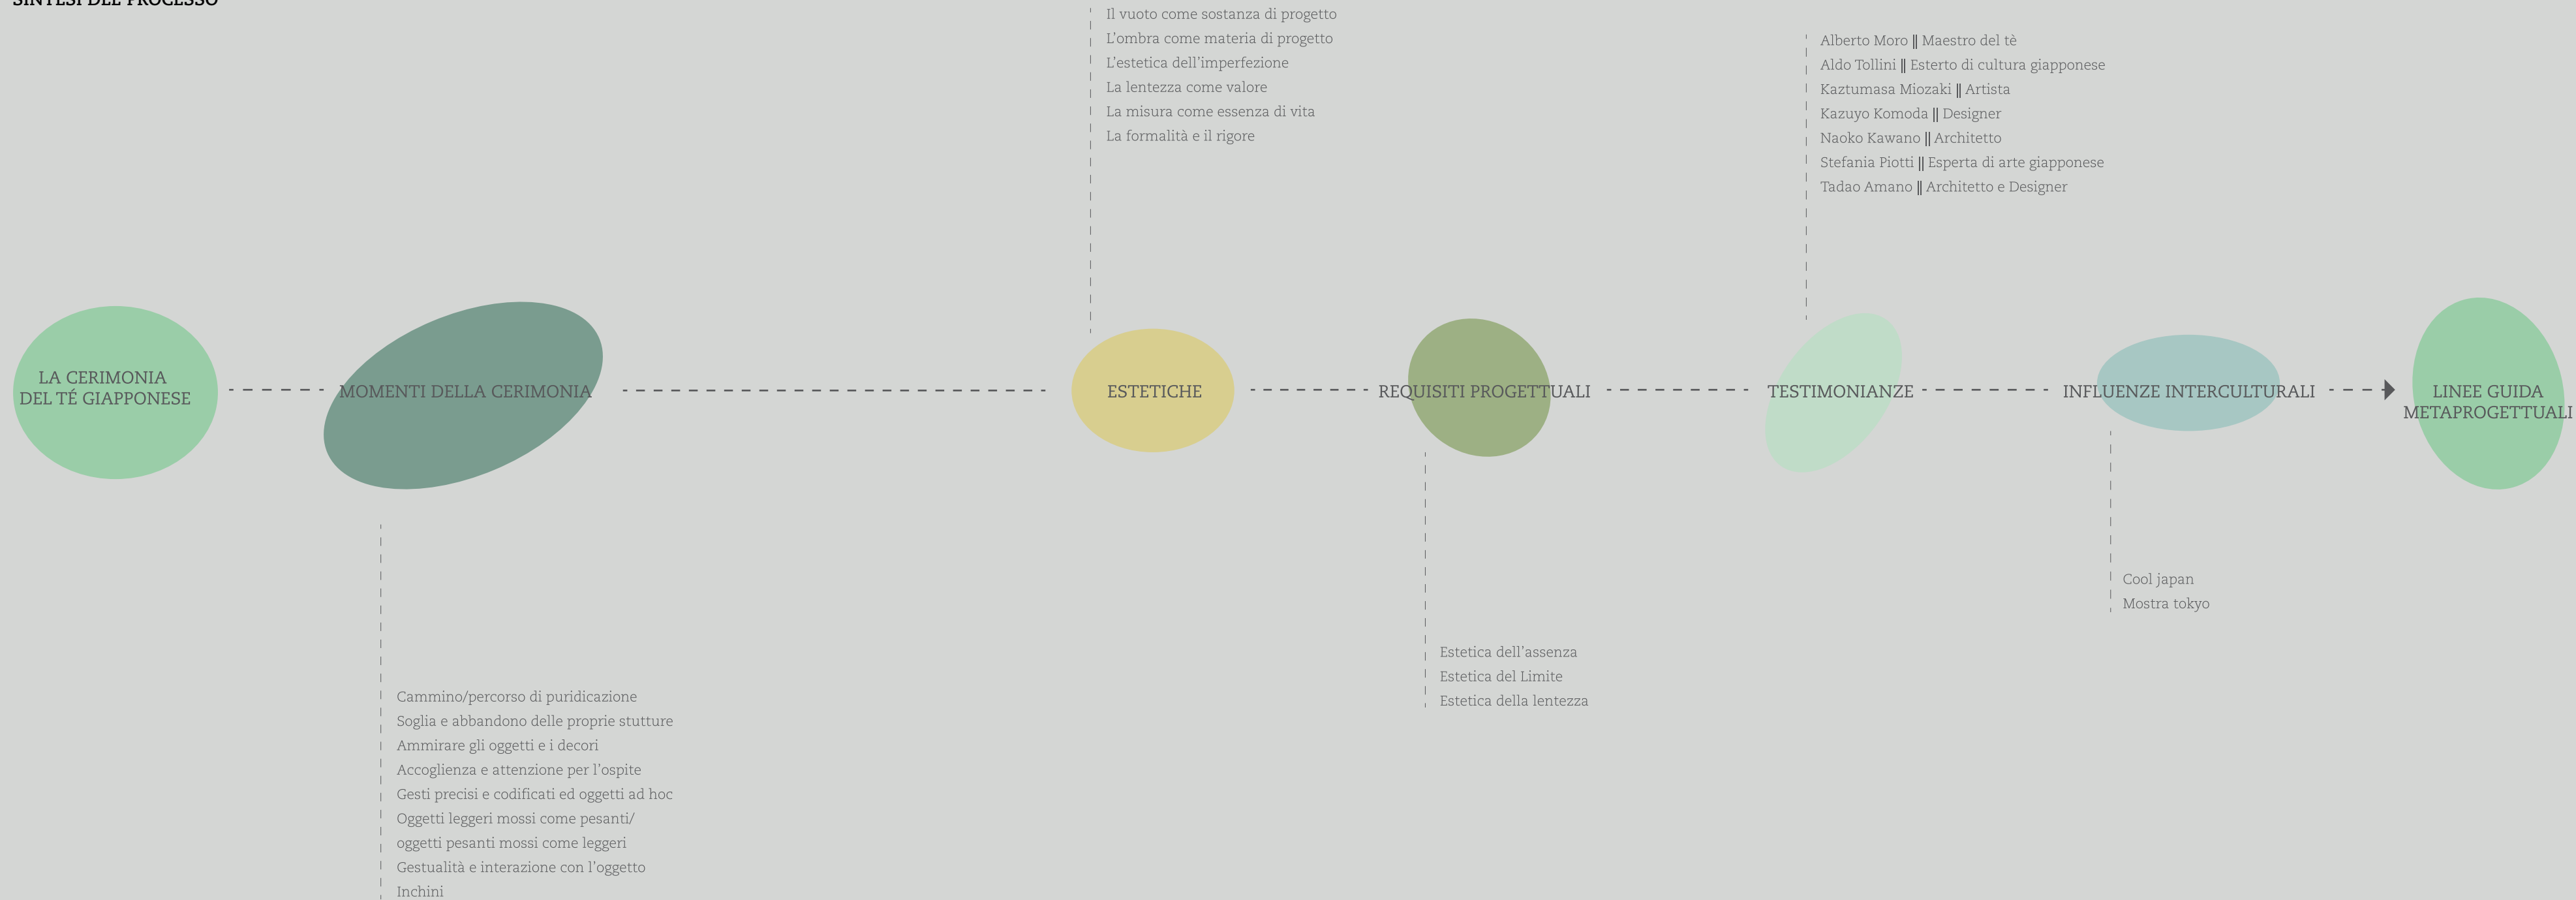 SINTESI DEL PROCESSO
Il vuoto come sostanza di progetto
L'ombra come materia di progetto
L'estetica dell'imperfezione
La lentezza come valore
La misura come essenza di vita
La formalità e il rigore
Alberto Moro || Maestro del tè
Aldo Tollini || Esterto di cultura giapponese
Kaztumasa Miozaki || Artista
Kazuyo Komoda || Designer
Naoko Kawano || Architetto
Stefania Piotti || Esperta di arte giapponese
Tadao Amano || Architetto e Designer
LA CERIMONIA
DEL TÉ GIAPPONESE
MOMENTI DELLA CERIMONIA
ESTETICHE
REQUISITI PROGETTUALI
TESTIMONIANZE
INFLUENZE INTERCULTURALI
LINEE GUIDA
METAPROGETTUALI
Cammino/percorso di puridicazione
Soglia e abbandono delle proprie stutture
Ammirare gli oggetti e i decori
Accoglienza e attenzione per l'ospite
Gesti precisi e codificati ed oggetti ad hoc
Oggetti leggeri mossi come pesanti/
oggetti pesanti mossi come leggeri
Gestualità e interazione con l'oggetto
Inchini
Estetica dell'assenza
Estetica del Limite
Estetica della lentezza
Cool japan
Mostra tokyo